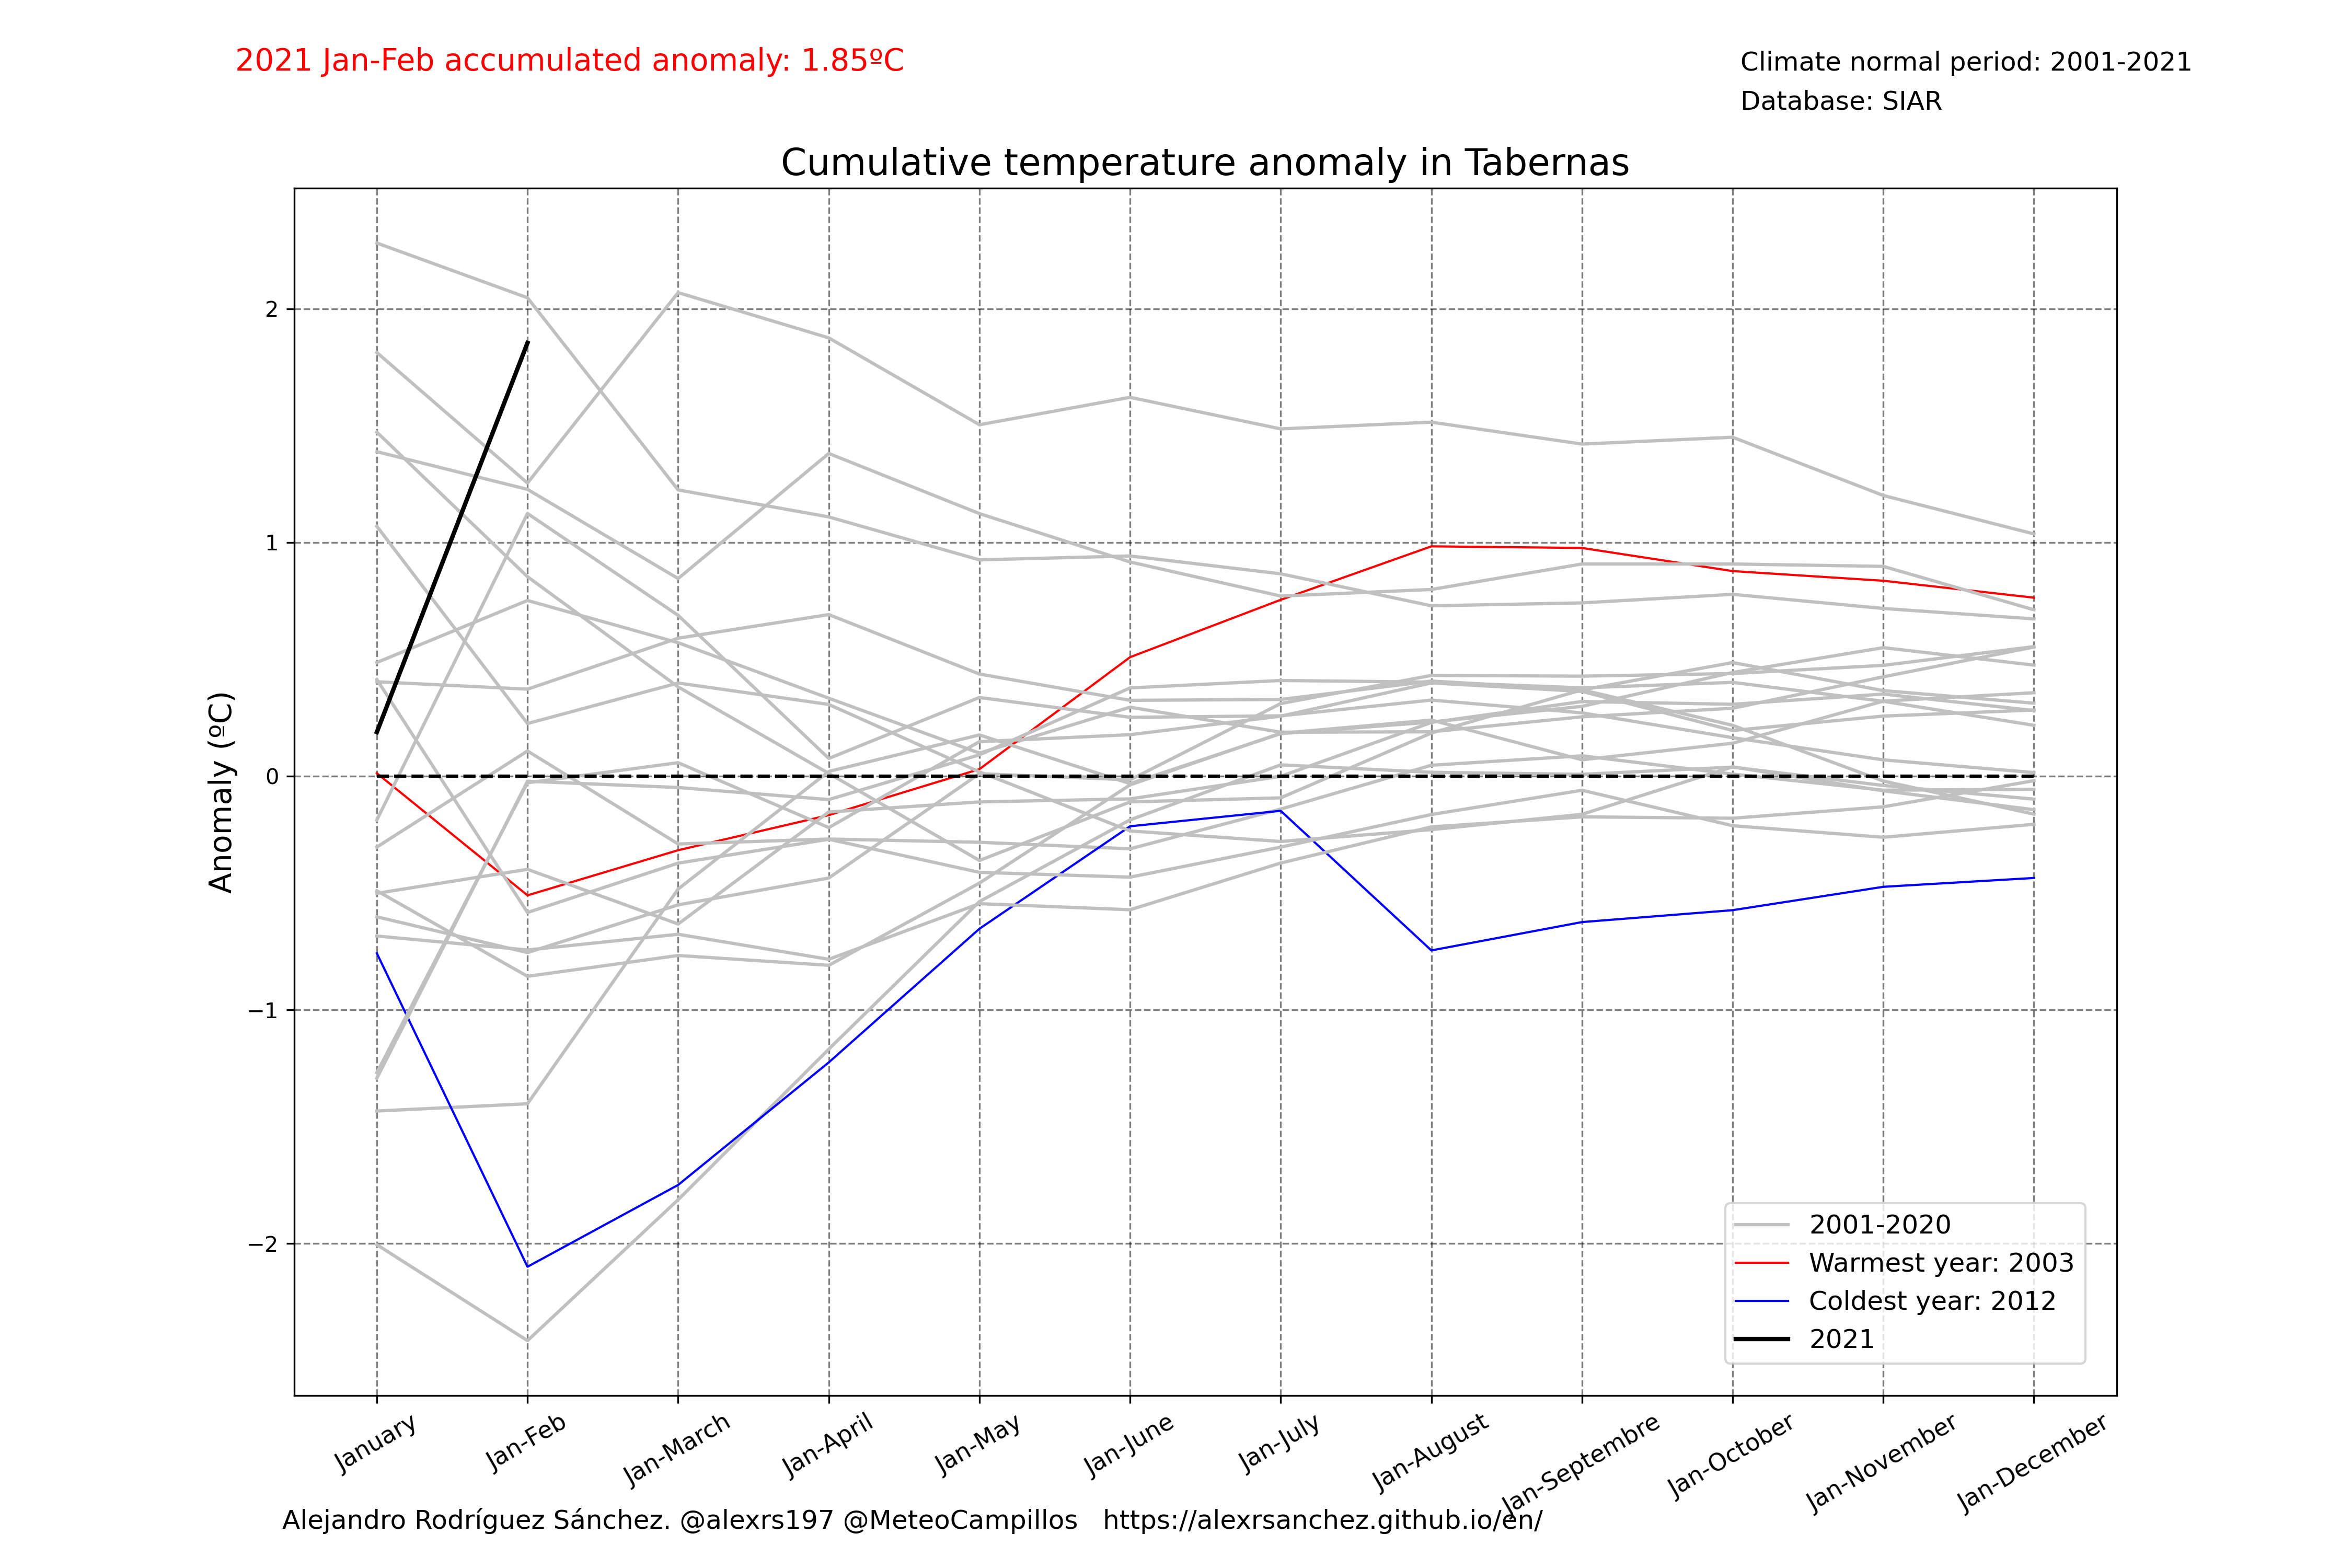 2021 Jan-Feb accumulated anomaly: 1.85ºC
Climate normal period: 2001-2021
Database: SIAR
Cumulative temperature anomaly in Tabernas
Anomaly (ºC)
2
1
0
−1
−2
2001-2020
Warmest year: 2003
Coldest year: 2012
2021
January
Jan-Feb
Jan-March
Jan-April
Jan-May
Jan-June
Jan-July
Jan-August
Jan-Septembre
Jan-October
Jan-November
Jan-December
Alejandro Rodríguez Sánchez. @alexrs197 @MeteoCampillos https://alexrsanchez.github.io/en/